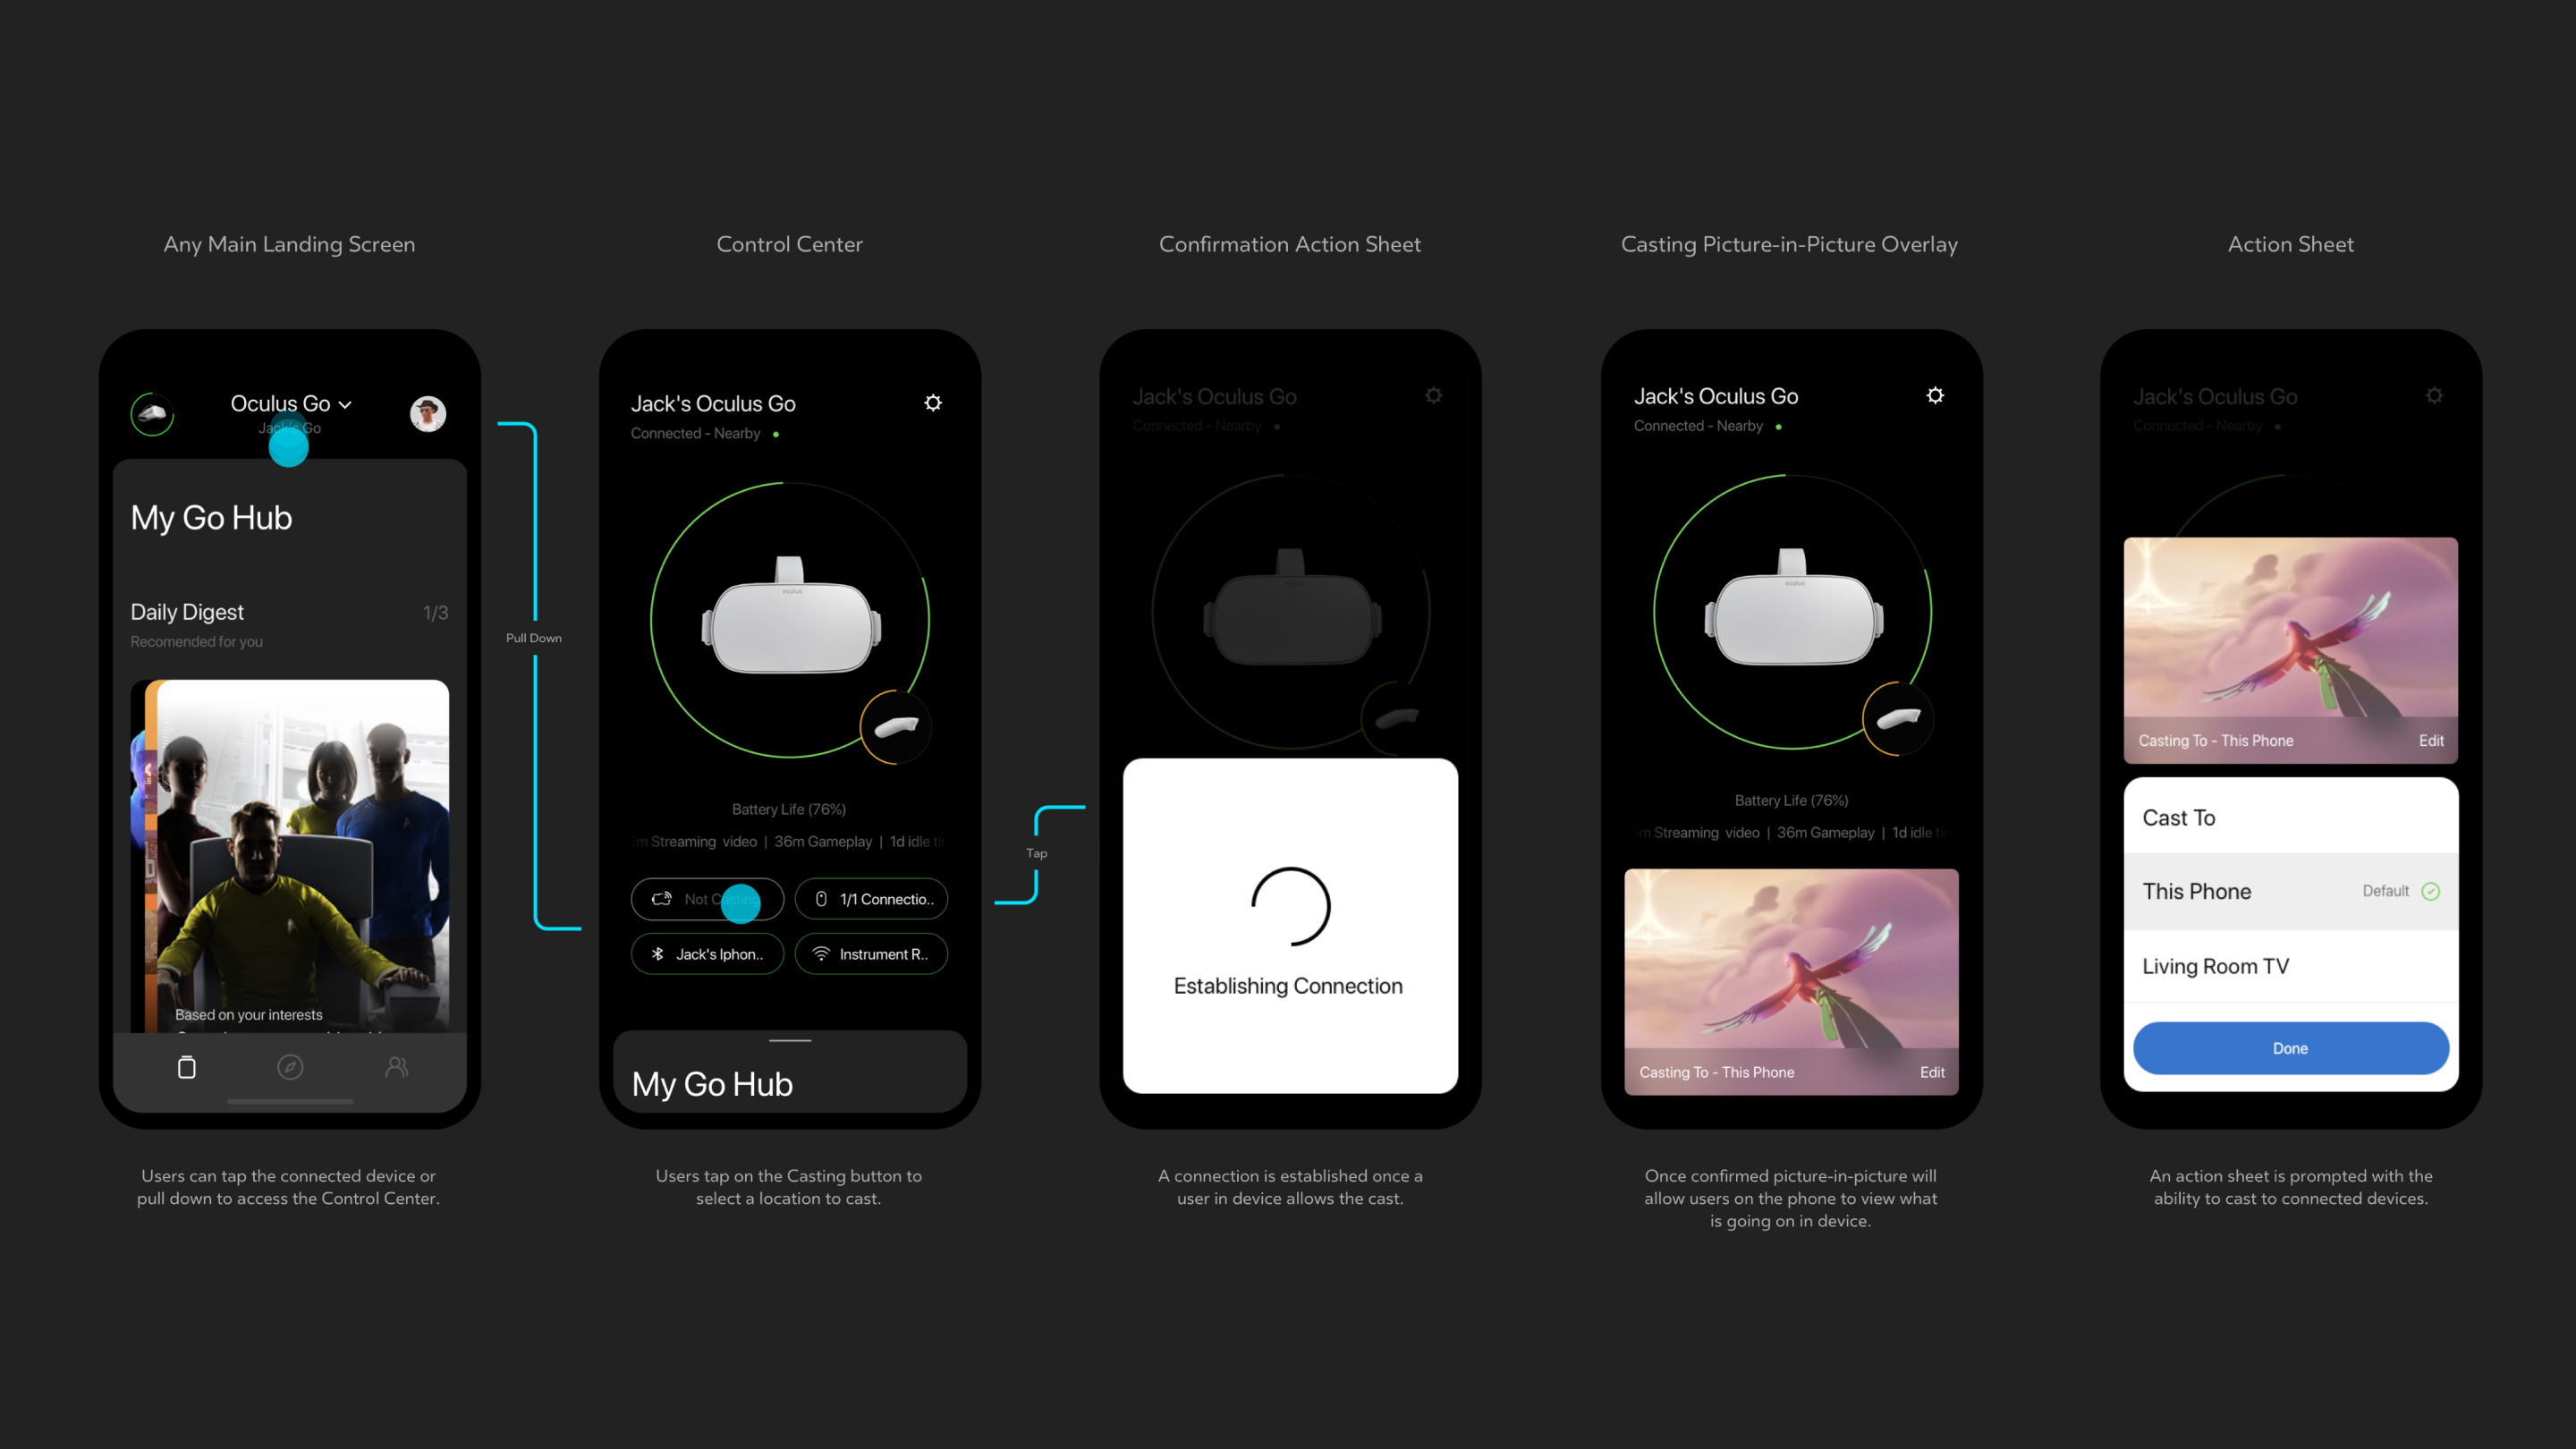 Any Main Landing Screen
Oculus Go
Jack's Go
My Go Hub
Daily Digest
1/3
Recomended for you
Based on your interests
Users can tap the connected device or
pull down to access the Control Center.
Pull Down
Control Center
Jack's Oculus Go
Connected - Nearby
oculus
Battery Life (76%)
m Streaming video | 36m Gameplay | 1d idle
Not Casting
1/1 Connectio..
Jack's Iphon..
Instrument R..
My Go Hub
Users tap on the Casting button to
select a location to cast.
Tap
Confirmation Action Sheet
Jack's Oculus Go
Connected - Nearby
Establishing Connection
A connection is established once a
user in device allows the cast.
Casting Picture-in-Picture Overlay
Jack's Oculus Go
Connected - Nearby
oculus
Battery Life (76%)
m Streaming video | 36m Gameplay | 1d idle
Casting To - This Phone
Edit
Once confirmed picture-in-picture will
allow users on the phone to view what
is going on in device.
Action Sheet
Jack's Oculus Go
Connected - Nearby
Casting To - This Phone
Edit
Cast To
This Phone
Default
Living Room TV
Done
An action sheet is prompted with the
ability to cast to connected devices.